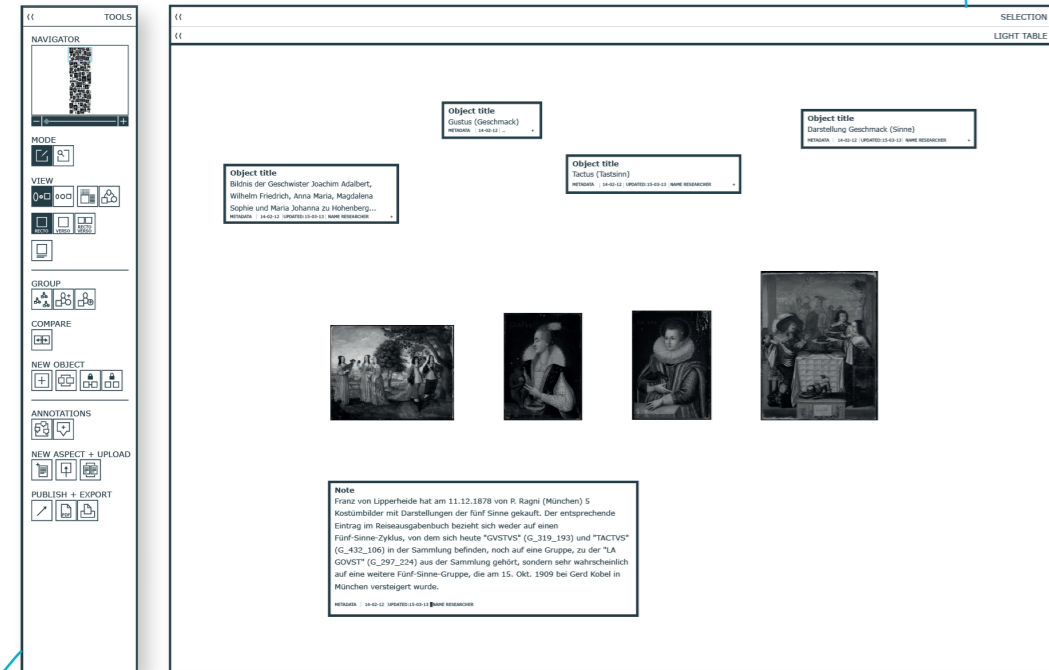 ⟨⟨ TOOLS
NAVIGATOR
MODE
VIEW
RECTO VERSO RECTO VERSO
GROUP
COMPARE
NEW OBJECT
ANNOTATIONS
NEW ASPECT + UPLOAD
PUBLISH + EXPORT
PDF
⟨⟨ SELECTION
⟨⟨ LIGHT TABLE
Object title
Gustus (Geschmack)
METADATA | 14-02-12 | ... +
Object title
Darstellung Geschmack (Sinne)
METADATA | 14-02-12 | UPDATED:15-03-13 | NAME RESEARCHER +
Object title
Tactus (Tastsinn)
METADATA | 14-02-12 | UPDATED:15-03-13 | NAME RESEARCHER +
Object title
Bildnis der Geschwister Joachim Adalbert,
Wilhelm Friedrich, Anna Maria, Magdalena
Sophie und Maria Johanna zu Hohenberg...
METADATA | 14-02-12 | UPDATED:15-03-13 | NAME RESEARCHER +
Note
Franz von Lipperheide hat am 11.12.1878 von P. Ragni (München) 5
Kostümbilder mit Darstellungen der fünf Sinne gekauft. Der entsprechende
Eintrag im Reiseausgabenbuch bezieht sich weder auf einen
Fünf-Sinne-Zyklus, von dem sich heute "GVSTVS" (G_319_193) und "TACTVS"
(G_432_106) in der Sammlung befinden, noch auf eine Gruppe, zu der "LA
GOVST" (G_297_224) aus der Sammlung gehört, sondern sehr wahrscheinlich
auf eine weitere Fünf-Sinne-Gruppe, die am 15. Okt. 1909 bei Gerd Kobel in
München versteigert wurde.
METADATA | 14-02-12 | UPDATED:15-03-13 NAME RESEARCHER